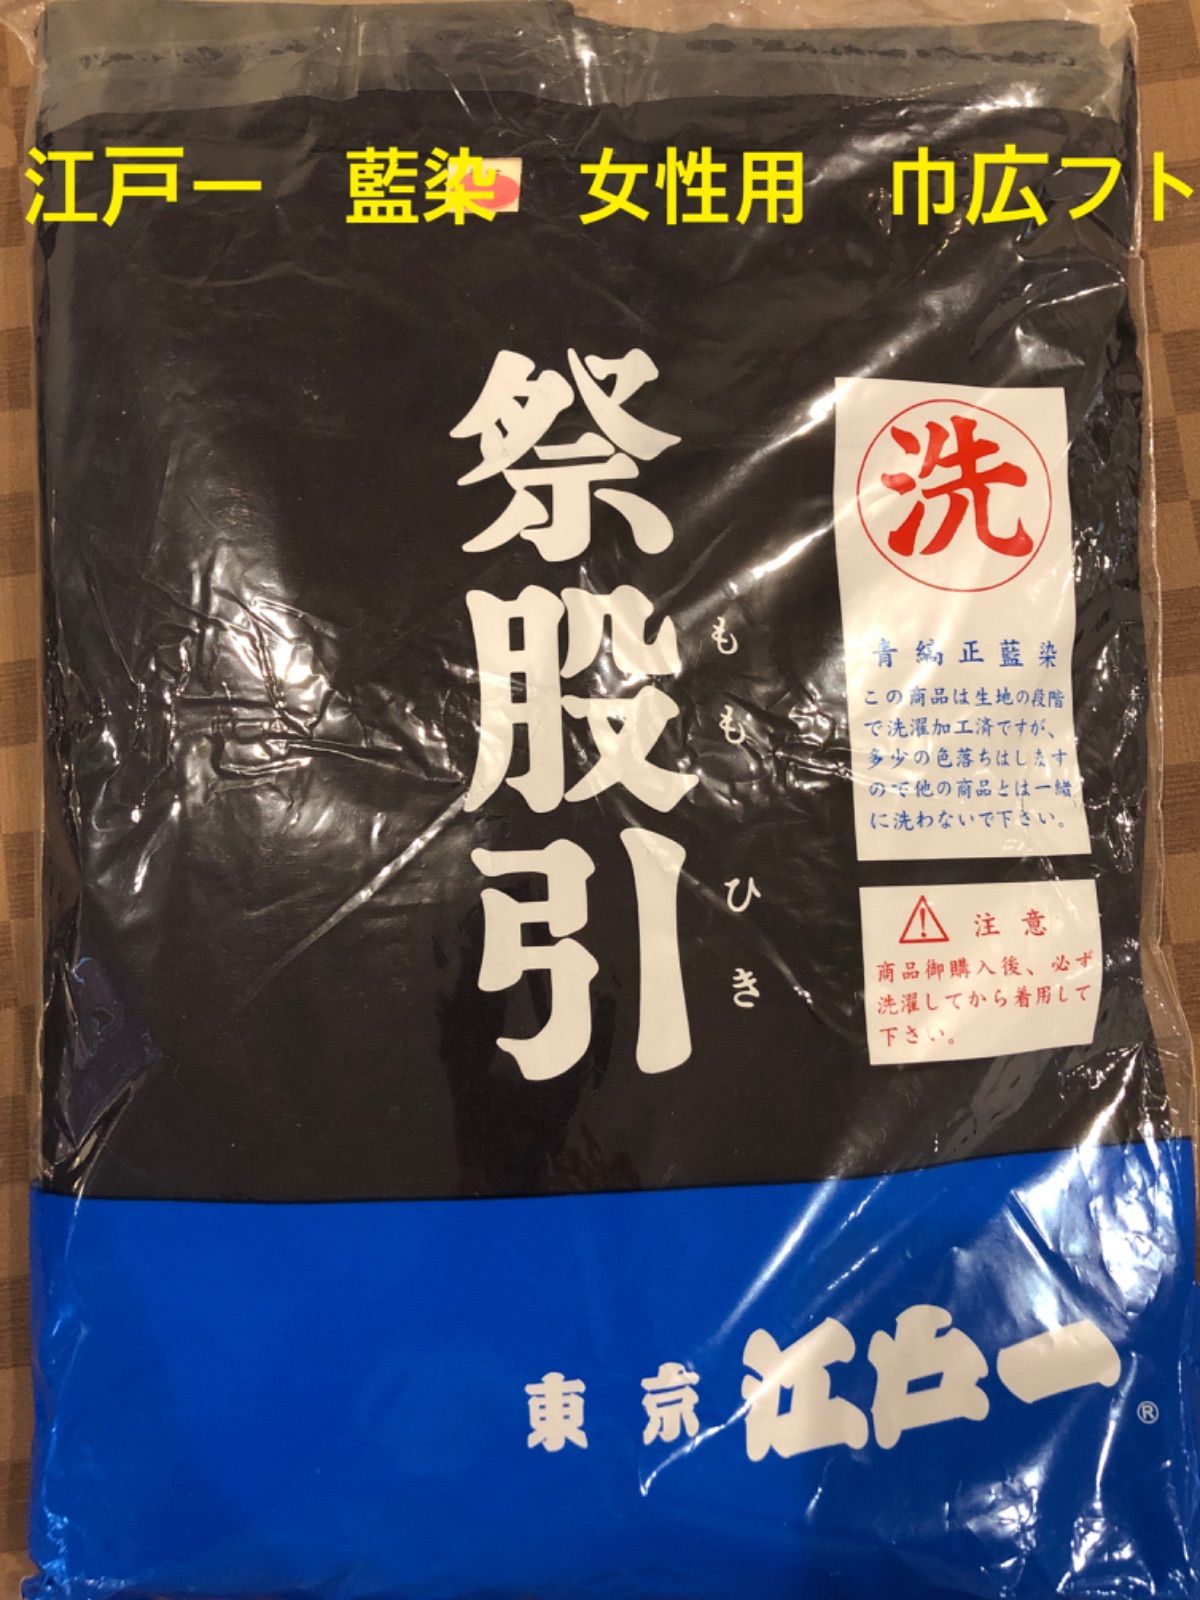 江戸一 藍染 女性用 巾広フト
祭股引
ももひき
洗
青縞正藍染
この商品は生地の段階
で洗濯加工済ですが、
多少の色落ちはします
ので他の商品とは一緒
に洗わないで下さい。
注意
商品御購入後、必ず
洗濯してから着用して
下さい。
東京 江戸一®